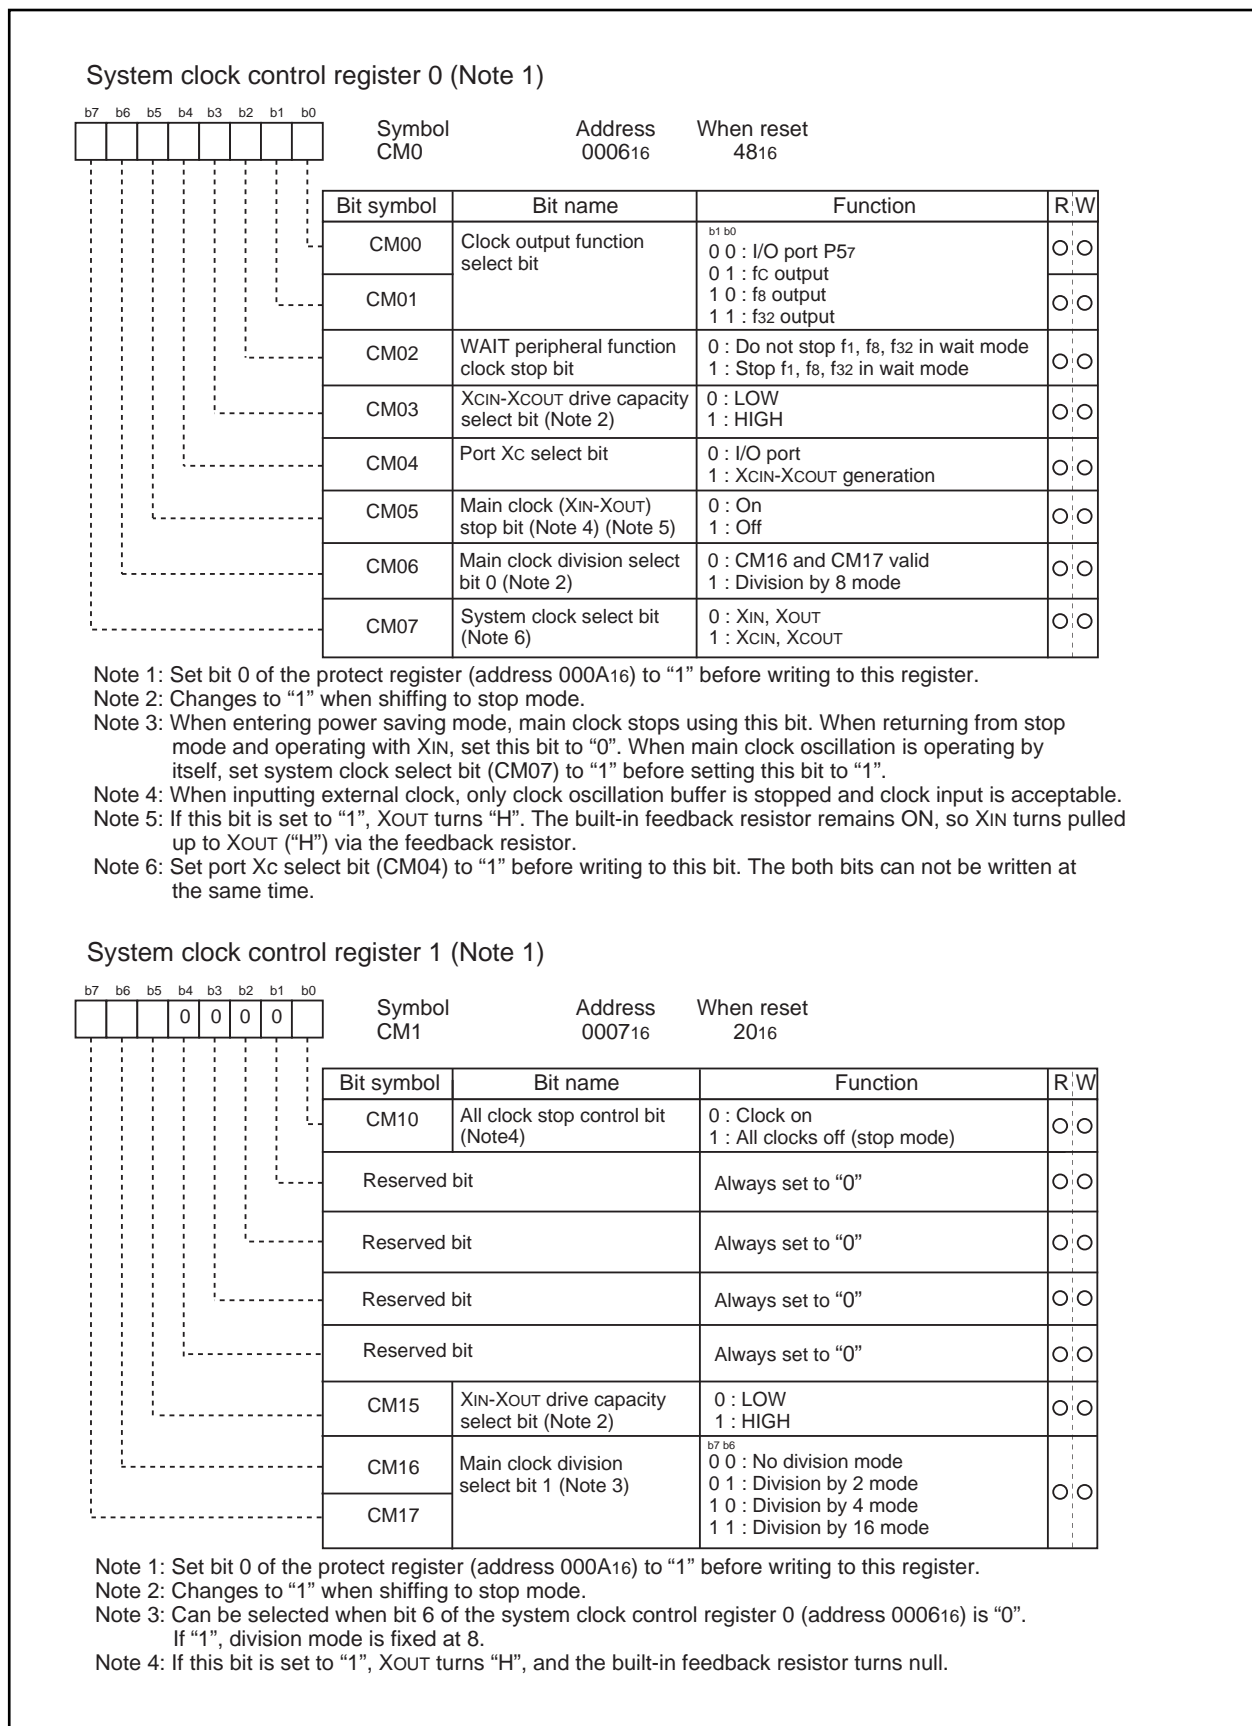 System clock control register 0 (Note 1)
b7 b6 b5 b4 b3 b2 b1 b0
Symbol Address When reset
CM0 000616 4816
Bit symbol Bit name Function R W
CM00 Clock output function select bit
b1 b0
0 0 : I/O port P57
0 1 : fC output
1 0 : f8 output
1 1 : f32 output
CM01
CM02 WAIT peripheral function clock stop bit
0 : Do not stop f1, f8, f32 in wait mode
1 : Stop f1, f8, f32 in wait mode
CM03 XCIN-XCOUT drive capacity select bit (Note 2)
0 : LOW
1 : HIGH
CM04 Port XC select bit
0 : I/O port
1 : XCIN-XCOUT generation
CM05 Main clock (XIN-XOUT) stop bit (Note 4) (Note 5)
0 : On
1 : Off
CM06 Main clock division select bit 0 (Note 2)
0 : CM16 and CM17 valid
1 : Division by 8 mode
CM07 System clock select bit (Note 6)
0 : XIN, XOUT
1 : XCIN, XCOUT
Note 1: Set bit 0 of the protect register (address 000A16) to “1” before writing to this register.
Note 2: Changes to “1” when shiffing to stop mode.
Note 3: When entering power saving mode, main clock stops using this bit. When returning from stop
mode and operating with XIN, set this bit to “0”. When main clock oscillation is operating by
itself, set system clock select bit (CM07) to “1” before setting this bit to “1”.
Note 4: When inputting external clock, only clock oscillation buffer is stopped and clock input is acceptable.
Note 5: If this bit is set to “1”, XOUT turns “H”. The built-in feedback resistor remains ON, so XIN turns pulled
up to XOUT (“H”) via the feedback resistor.
Note 6: Set port Xc select bit (CM04) to “1” before writing to this bit. The both bits can not be written at
the same time.
System clock control register 1 (Note 1)
b7 b6 b5 b4 b3 b2 b1 b0
0 0 0 0
Symbol Address When reset
CM1 000716 2016
Bit symbol Bit name Function R W
CM10 All clock stop control bit (Note4)
0 : Clock on
1 : All clocks off (stop mode)
Reserved bit Always set to “0”
Reserved bit Always set to “0”
Reserved bit Always set to “0”
Reserved bit Always set to “0”
CM15 XIN-XOUT drive capacity select bit (Note 2)
0 : LOW
1 : HIGH
CM16 Main clock division select bit 1 (Note 3)
b7 b6
0 0 : No division mode
0 1 : Division by 2 mode
1 0 : Division by 4 mode
1 1 : Division by 16 mode
CM17
Note 1: Set bit 0 of the protect register (address 000A16) to “1” before writing to this register.
Note 2: Changes to “1” when shiffing to stop mode.
Note 3: Can be selected when bit 6 of the system clock control register 0 (address 000616) is “0”.
If “1”, division mode is fixed at 8.
Note 4: If this bit is set to “1”, XOUT turns “H”, and the built-in feedback resistor turns null.